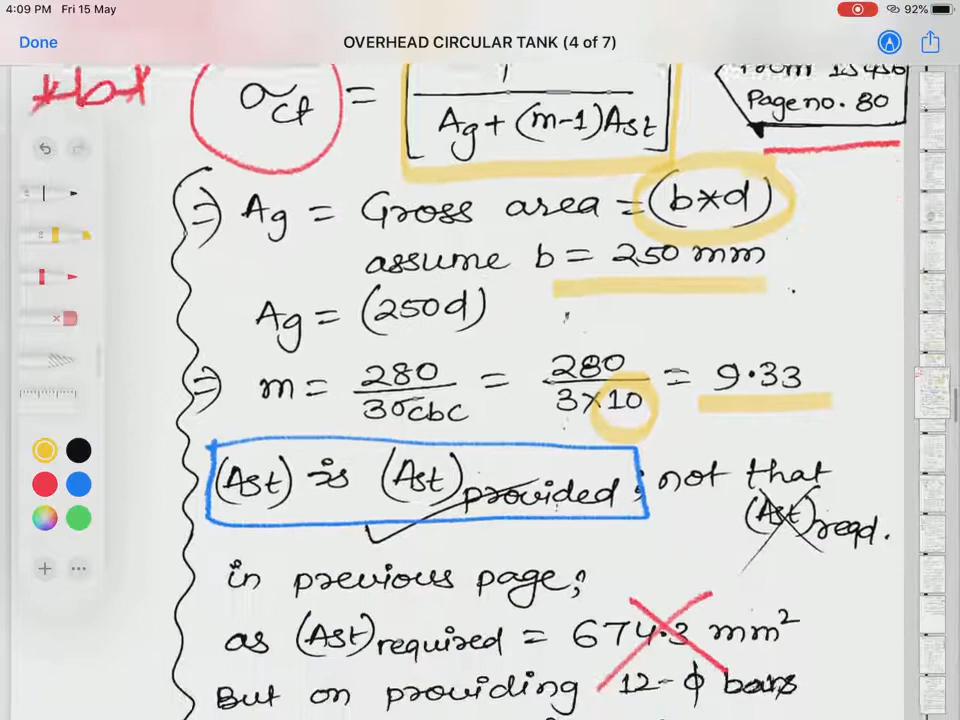 4:09 PM Fri 15 May
92%
Done
OVERHEAD CIRCULAR TANK (4 of 7)
IS 456
Page no. 80
σct =
Ag + (m-1)Ast
⇒ Ag = Gross area = (b*d)
assume b = 250 mm
Ag = (250d)
⇒ m = 280/3σcbc = 280/3×10 = 9.33
(Ast) is (Ast)provided ; not that
(Ast)reqd.
in previous page;
as (Ast)required = 674.3 mm²
But on providing 12-ϕ bars